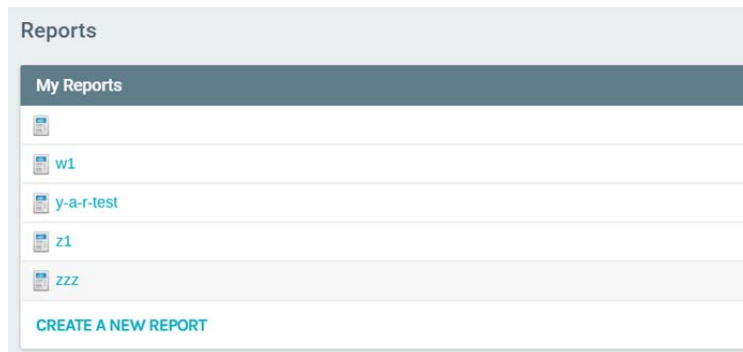 Reports
My Reports
w1
y-a-r-test
z1
zzz
CREATE A NEW REPORT